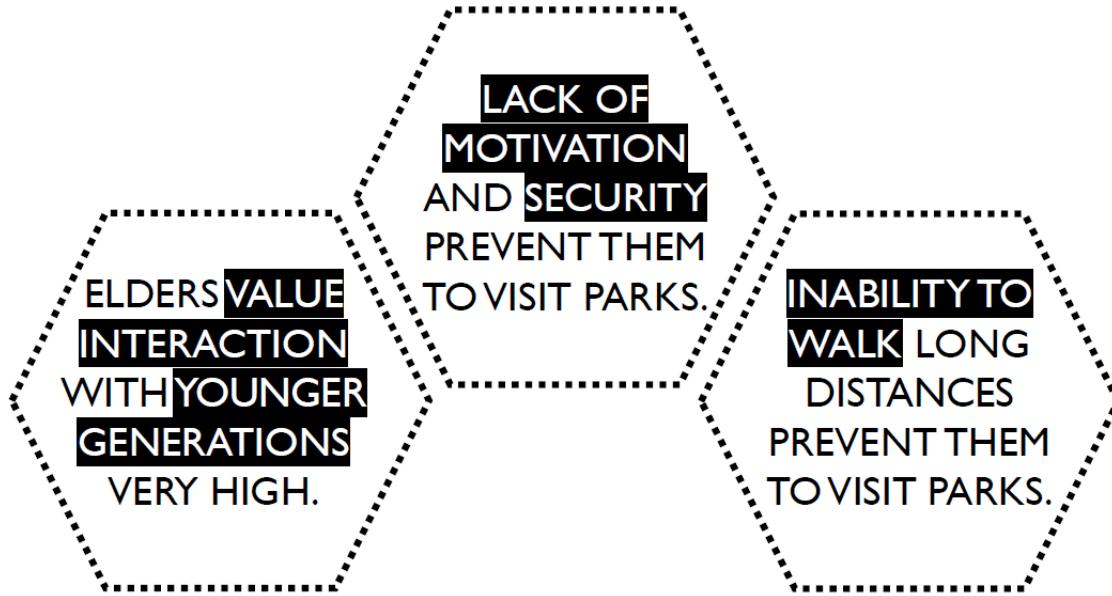 ELDERS VALUE
INTERACTION
WITH YOUNGER
GENERATIONS
VERY HIGH.
LACK OF
MOTIVATION
AND SECURITY
PREVENT THEM
TO VISIT PARKS.
INABILITY TO
WALK LONG
DISTANCES
PREVENT THEM
TO VISIT PARKS.